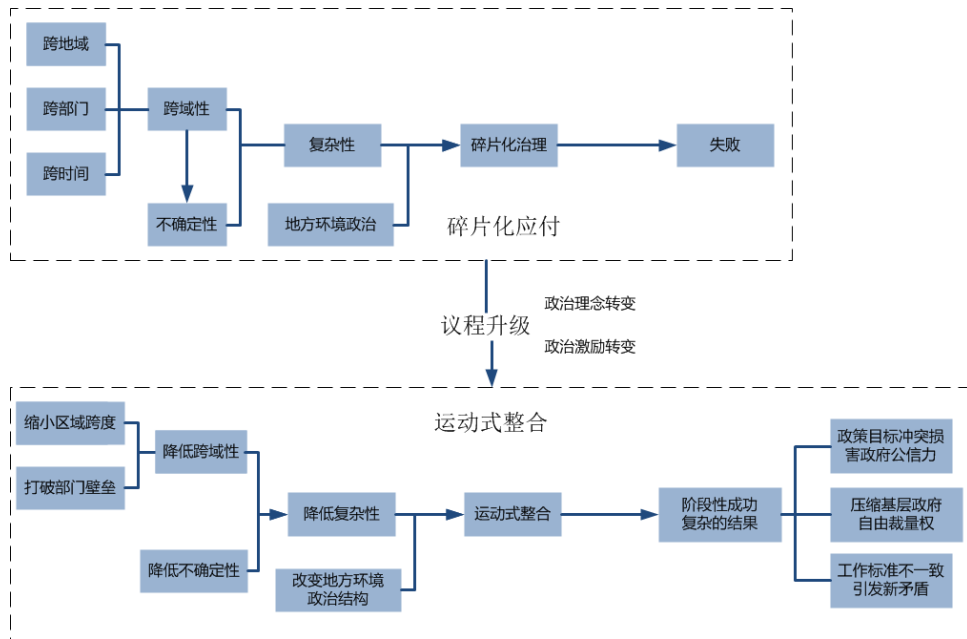 跨地域
跨部门
跨域性
跨时间
不确定性
复杂性
地方环境政治
碎片化治理
失败
碎片化应付
议程升级
政治理念转变
政治激励转变
运动式整合
缩小区域跨度
打破部门壁垒
降低跨域性
降低不确定性
降低复杂性
改变地方环境
政治结构
运动式整合
阶段性成功
复杂的结果
政策目标冲突损
害政府公信力
压缩基层政府
自由裁量权
工作标准不一致
引发新矛盾